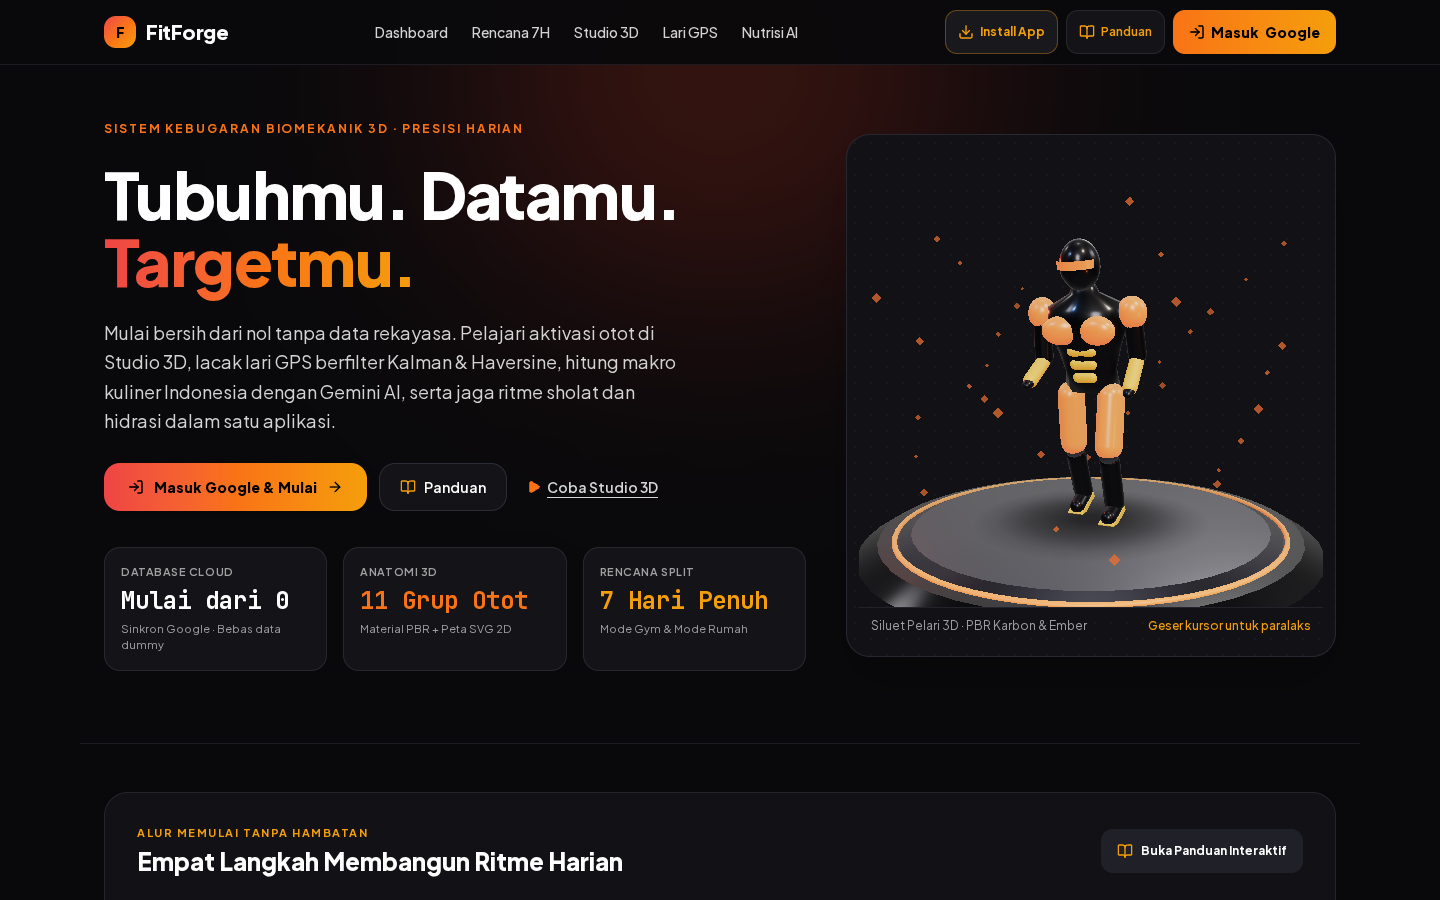 F FitForge
Dashboard Rencana 7H Studio 3D Lari GPS Nutrisi AI
Install App Panduan Masuk Google
SISTEM KEBUGARAN BIOMEKANIK 3D · PRESISI HARIAN
Tubuhmu. Datamu.
Targetmu.
Mulai bersih dari nol tanpa data rekayasa. Pelajari aktivasi otot di
Studio 3D, lacak lari GPS berfilter Kalman & Haversine, hitung makro
kuliner Indonesia dengan Gemini AI, serta jaga ritme sholat dan
hidrasi dalam satu aplikasi.
Masuk Google & Mulai Panduan Coba Studio 3D
DATABASE CLOUD
Mulai dari 0
Sinkron Google · Bebas data
dummy
ANATOMI 3D
11 Grup Otot
Material PBR + Peta SVG 2D
RENCANA SPLIT
7 Hari Penuh
Mode Gym & Mode Rumah
Siluet Pelari 3D · PBR Karbon & Ember
Geser kursor untuk paralaks
ALUR MEMULAI TANPA HAMBATAN
Empat Langkah Membangun Ritme Harian
Buka Panduan Interaktif